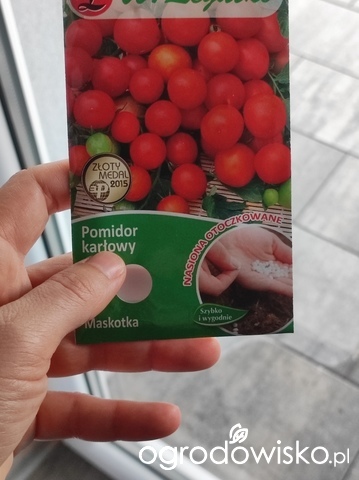 ZŁOTY
MEDAL
2015
Pomidor
karłowy
Maskotka
NASIONA OTOCZKOWANE
Szybko
i wygodnie
ogrodowisko.pl